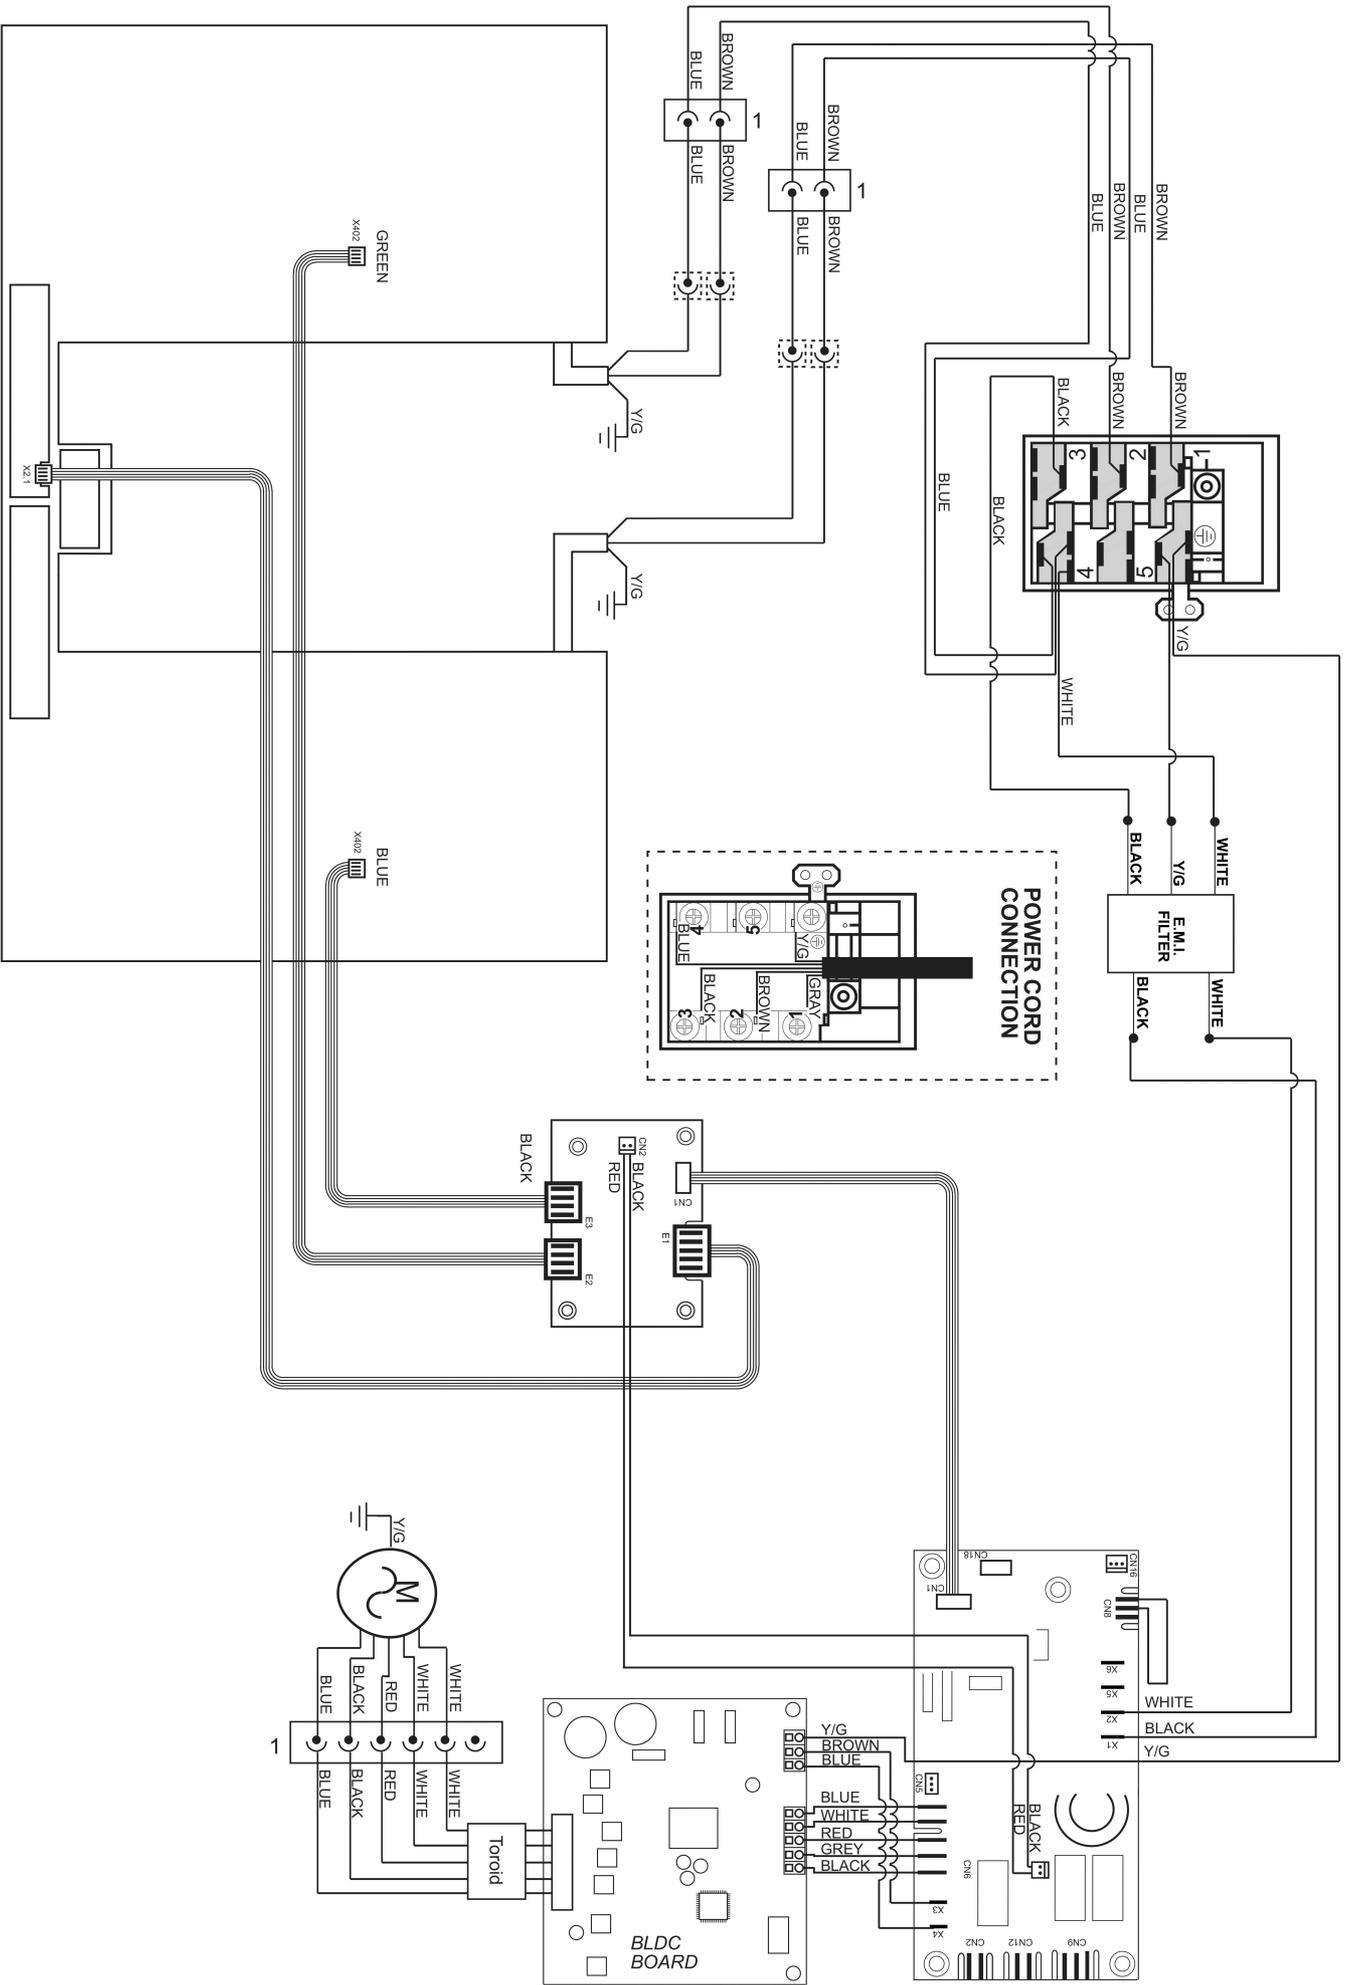 BLUE
BROWN
1
BLUE
BROWN
BLUE
BROWN
1
BLUE
BROWN
BLUE
BROWN
BLUE
BROWN
X402
GREEN
Y/G
Y/G
X2.1
BLACK
BROWN
BROWN
3
2
1
4
5
BLUE
BLACK
Y/G
WHITE
BLACK
Y/G
WHITE
E.M.I.
FILTER
BLACK
WHITE
X402
BLUE
POWER CORD
CONNECTION
4
5
BLUE
Y/G
BLACK
BROWN
GRAY
3
2
1
BLACK
CN2
RED
BLACK
CN1
E3
E1
E2
Y/G
M
BLUE
BLACK
RED
WHITE
WHITE
1
BLUE
BLACK
RED
WHITE
WHITE
Toroid
BLDC
BOARD
Y/G
BROWN
BLUE
BLUE
WHITE
RED
GREY
BLACK
CN18
CN16
CN1
CN8
X6
X5
X2
X1
WHITE
BLACK
Y/G
CN5
RED
BLACK
CN6
X3
X4
CN2
CN12
CN9